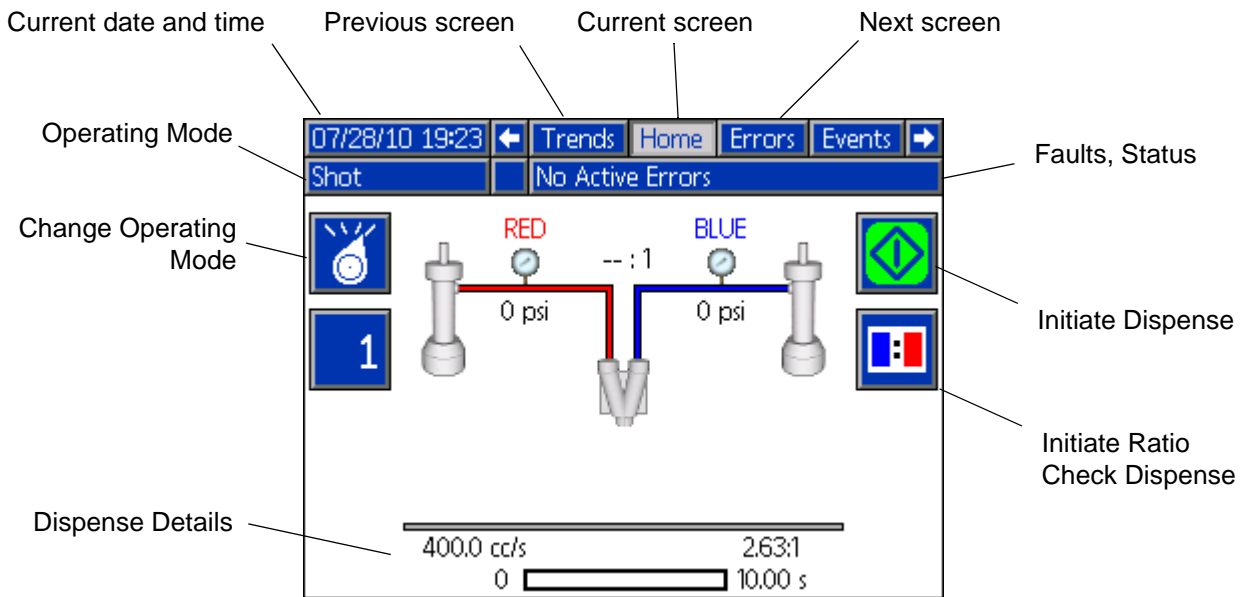 Current date and time
Previous screen
Current screen
Next screen
Operating Mode
07/28/10 19:23
Trends
Home
Errors
Events
Shot
No Active Errors
Faults, Status
Change Operating
Mode
RED
BLUE
-- : 1
0 psi
0 psi
1
Initiate Dispense
Initiate Ratio
Check Dispense
Dispense Details
400.0 cc/s
2.63:1
0
10.00 s